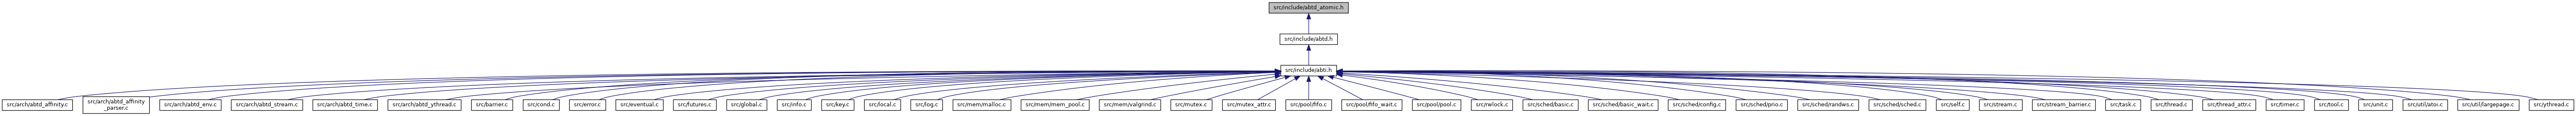 src/include/abtd_atomic.h
src/include/abtd.h
src/include/abti.h
src/arch/abtd_affinity.c
src/arch/abtd_affinity
_parser.c
src/arch/abtd_env.c
src/arch/abtd_stream.c
src/arch/abtd_time.c
src/arch/abtd_ythread.c
src/barrier.c
src/cond.c
src/error.c
src/eventual.c
src/futures.c
src/global.c
src/info.c
src/key.c
src/local.c
src/log.c
src/mem/malloc.c
src/mem/mem_pool.c
src/mem/valgrind.c
src/mutex.c
src/mutex_attr.c
src/pool/fifo.c
src/pool/fifo_wait.c
src/pool/pool.c
src/rwlock.c
src/sched/basic.c
src/sched/basic_wait.c
src/sched/config.c
src/sched/prio.c
src/sched/randws.c
src/sched/sched.c
src/self.c
src/stream.c
src/stream_barrier.c
src/task.c
src/thread.c
src/thread_attr.c
src/timer.c
src/tool.c
src/unit.c
src/util/atoi.c
src/util/largepage.c
src/ythread.c